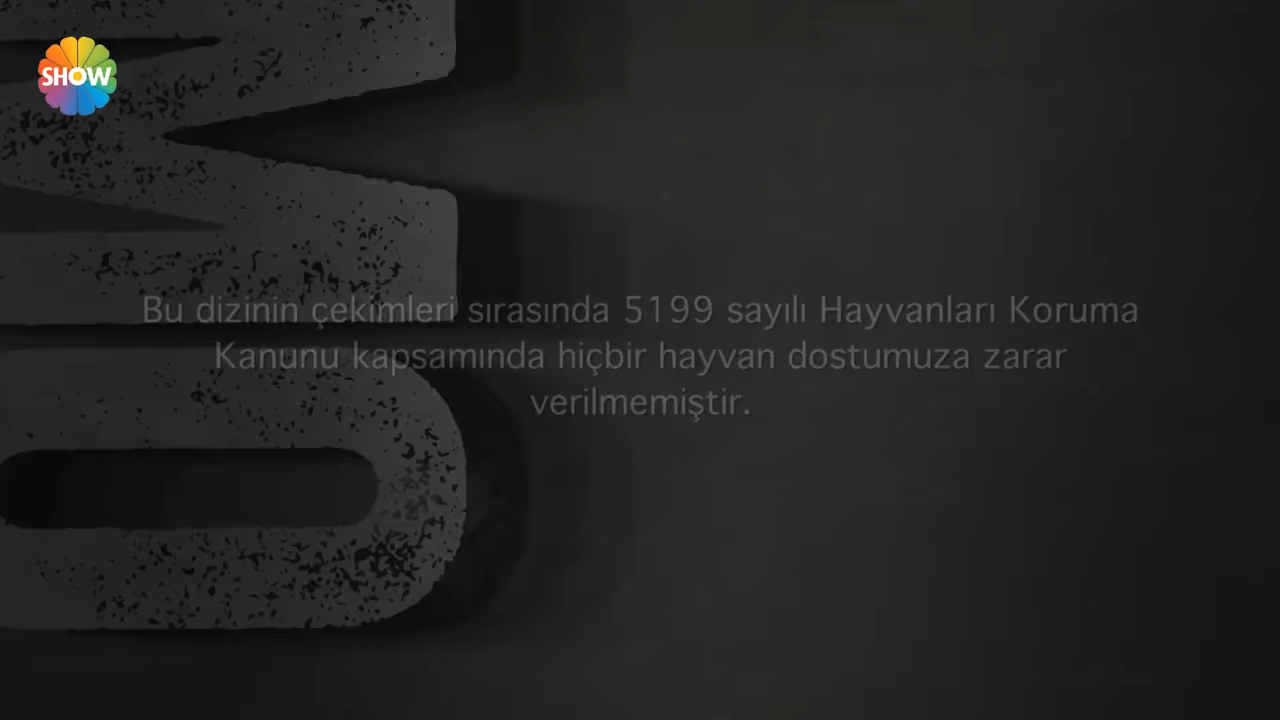 SHOW
Bu dizinin çekimleri sırasında 5199 sayılı Hayvanları Koruma
Kanunu kapsamında hiçbir hayvan dostumuza zarar
verilmemiştir.